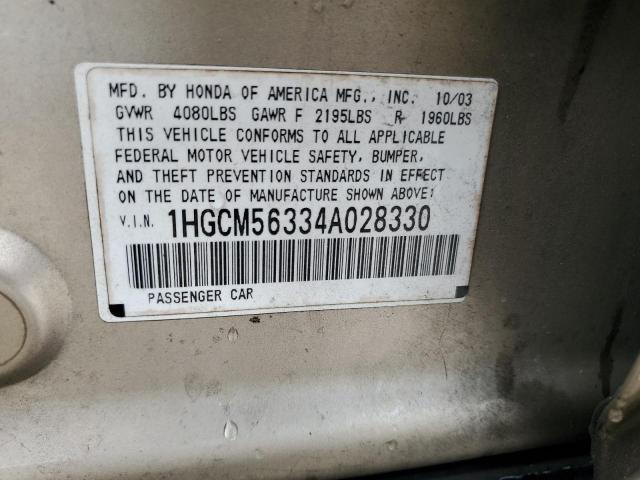 MFD. BY HONDA OF AMERICA MFG., INC. 10/03
GVWR 4080LBS GAWR F 2195LBS R 1960LBS
THIS VEHICLE CONFORMS TO ALL APPLICABLE
FEDERAL MOTOR VEHICLE SAFETY, BUMPER,
AND THEFT PREVENTION STANDARDS IN EFFECT
ON THE DATE OF MANUFACTURE SHOWN ABOVE:
V.I.N. 1HGCM56334A028330
PASSENGER CAR